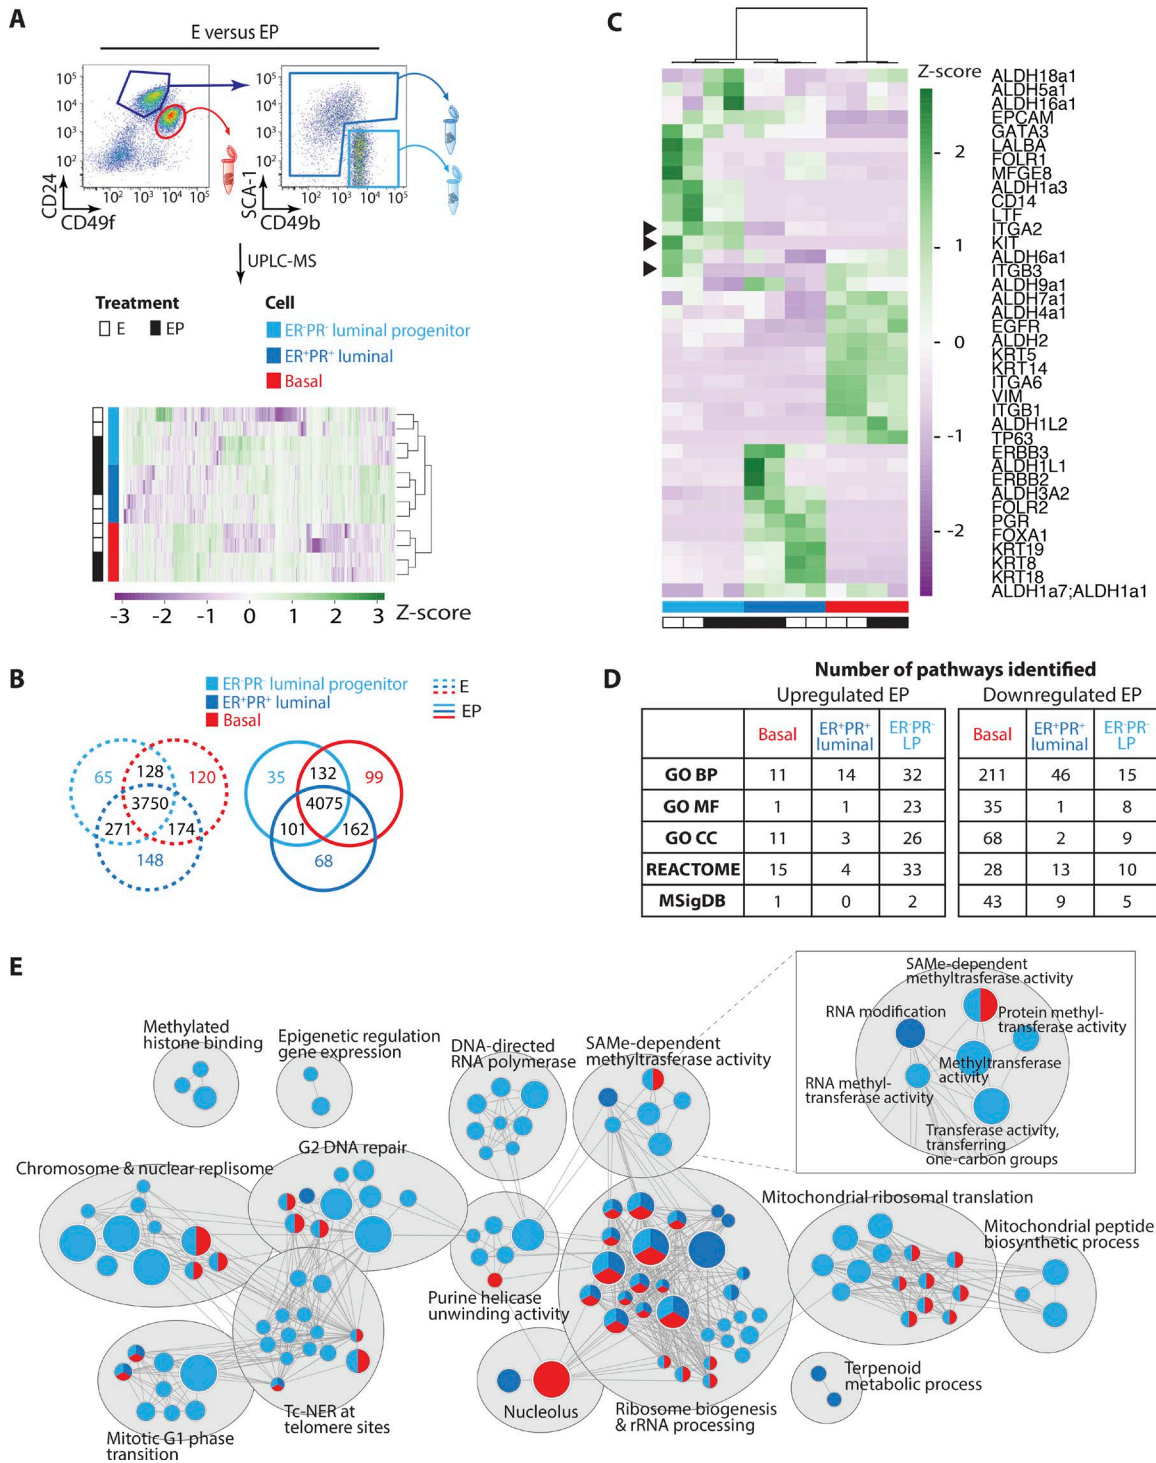 A
E versus EP
10⁵
10⁴
10³
10²
10² 10³ 10⁴ 10⁵
CD24
CD49f
10⁵
10⁴
10³
10²
10² 10³ 10⁴ 10⁵
SCA-1
CD49b
UPLC-MS
Treatment
E EP
Cell
ER⁻PR⁻ luminal progenitor
ER⁺PR⁺ luminal
Basal
-3 -2 -1 0 1 2 3 Z-score
C
Z-score
2
1
0
-1
-2
ALDH18a1
ALDH5a1
ALDH16a1
EPCAM
GATA3
LALBA
FOLR1
MFGE8
ALDH1a3
CD14
LTF
ITGA2
KIT
ALDH6a1
ITGB3
ALDH9a1
ALDH7a1
ALDH4a1
EGFR
ALDH2
KRT5
KRT14
ITGA6
VIM
ITGB1
ALDH1L2
TP63
ERBB3
ALDH1L1
ERBB2
ALDH3A2
FOLR2
PGR
FOXA1
KRT19
KRT8
KRT18
ALDH1a7;ALDH1a1
B
ER⁻PR⁻ luminal progenitor
ER⁺PR⁺ luminal
Basal
E
EP
65 128 120
3750
271 174
148
35 132 99
4075
101 162
68
D
Number of pathways identified
Upregulated EP Downregulated EP
Basal ER⁺PR⁺ luminal ER⁻PR⁻ LP Basal ER⁺PR⁺ luminal ER⁻PR⁻ LP
GO BP 11 14 32 211 46 15
GO MF 1 1 23 35 1 8
GO CC 11 3 26 68 2 9
REACTOME 15 4 33 28 13 10
MSigDB 1 0 2 43 9 5
E
Methylated
histone binding
Epigenetic regulation
gene expression
DNA-directed
RNA polymerase
SAMe-dependent
methyltrasferase activity
SAMe-dependent
methyltrasferase activity
RNA modification
Protein methyl-
transferase activity
Methyltransferase
activity
RNA methyl-
transferase activity
Transferase activity,
transferring
one-carbon groups
Chromosome & nuclear replisome
G2 DNA repair
Purine helicase
unwinding activity
Mitochondrial ribosomal translation
Mitochondrial peptide
biosynthetic process
Mitotic G1 phase
transition
Tc-NER at
telomere sites
Nucleolus
Ribosome biogenesis
& rRNA processing
Terpenoid
metabolic process